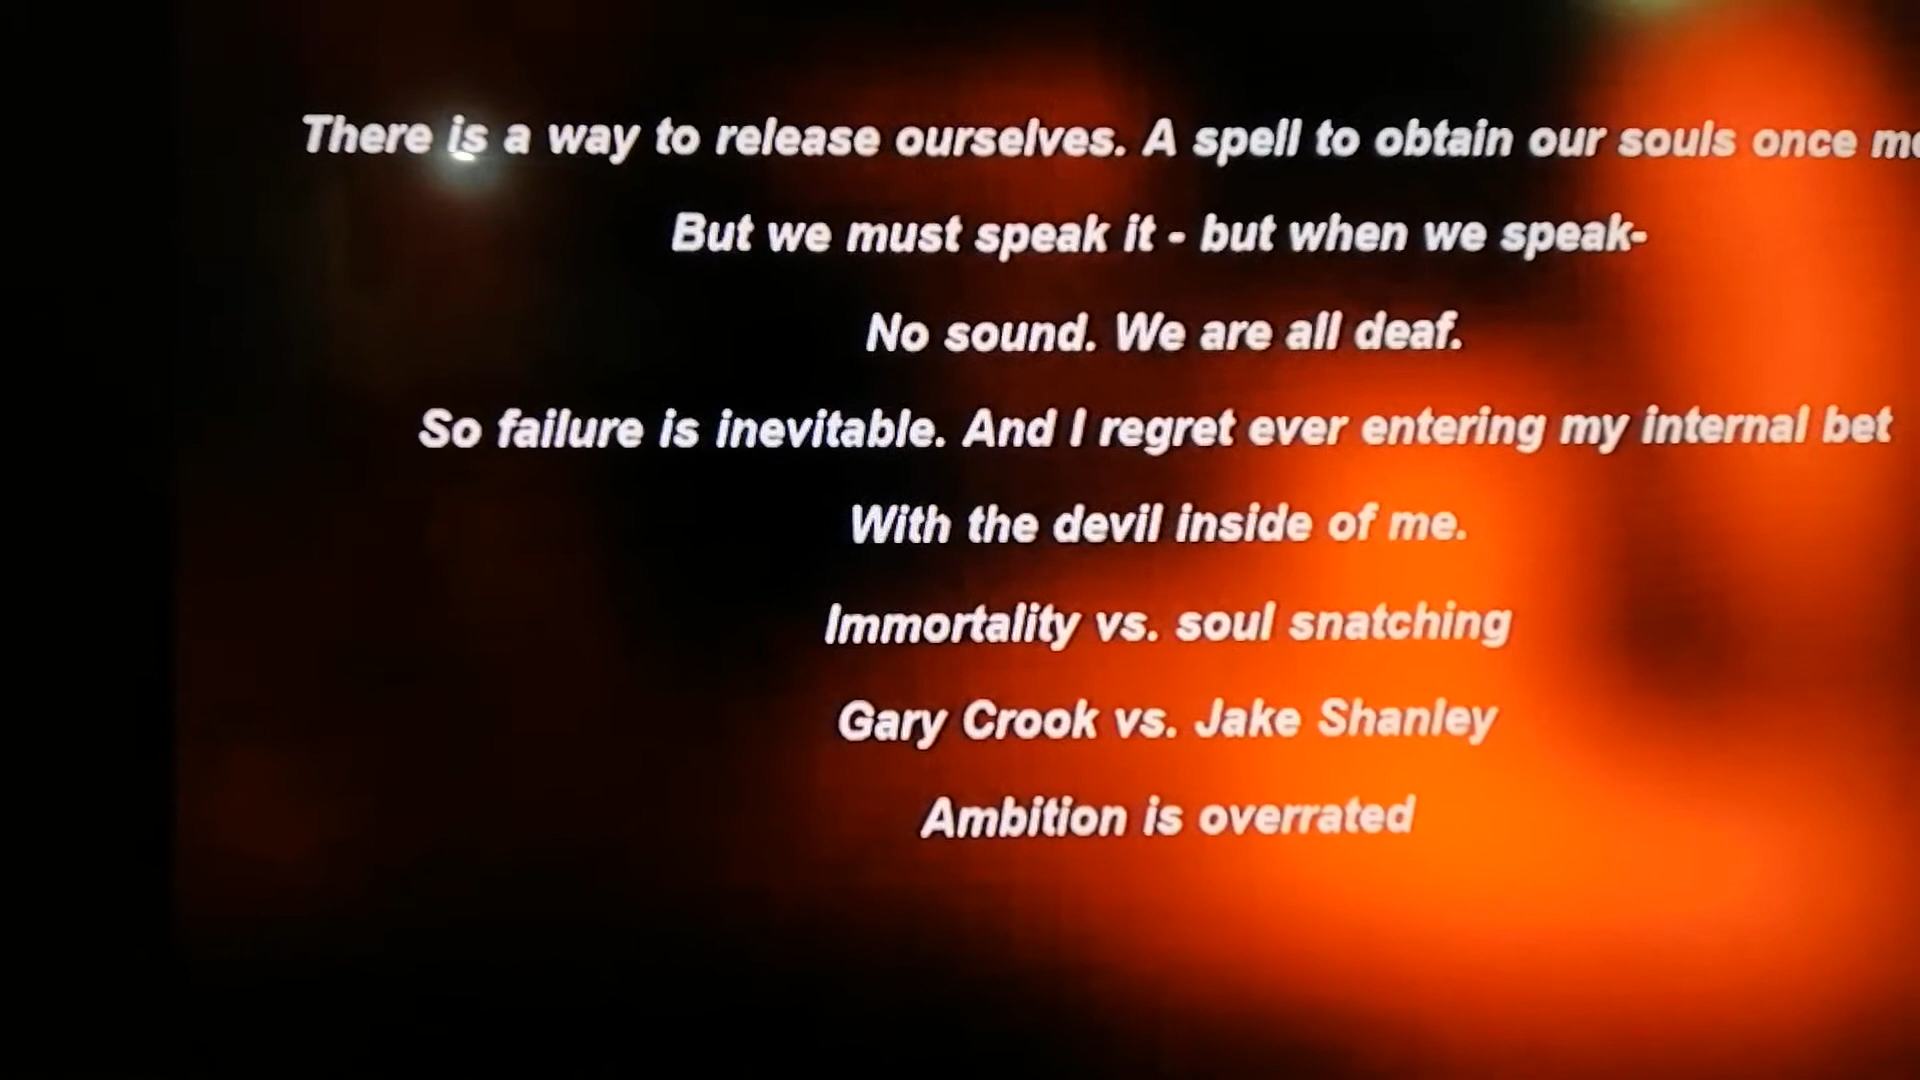 There is a way to release ourselves. A spell to obtain our souls once
But we must speak it - but when we speak-
No sound. We are all deaf.
So failure is inevitable. And I regret ever entering my internal bet
With the devil inside of me.
Immortality vs. soul snatching
Gary Crook vs. Jake Shanley
Ambition is overrated